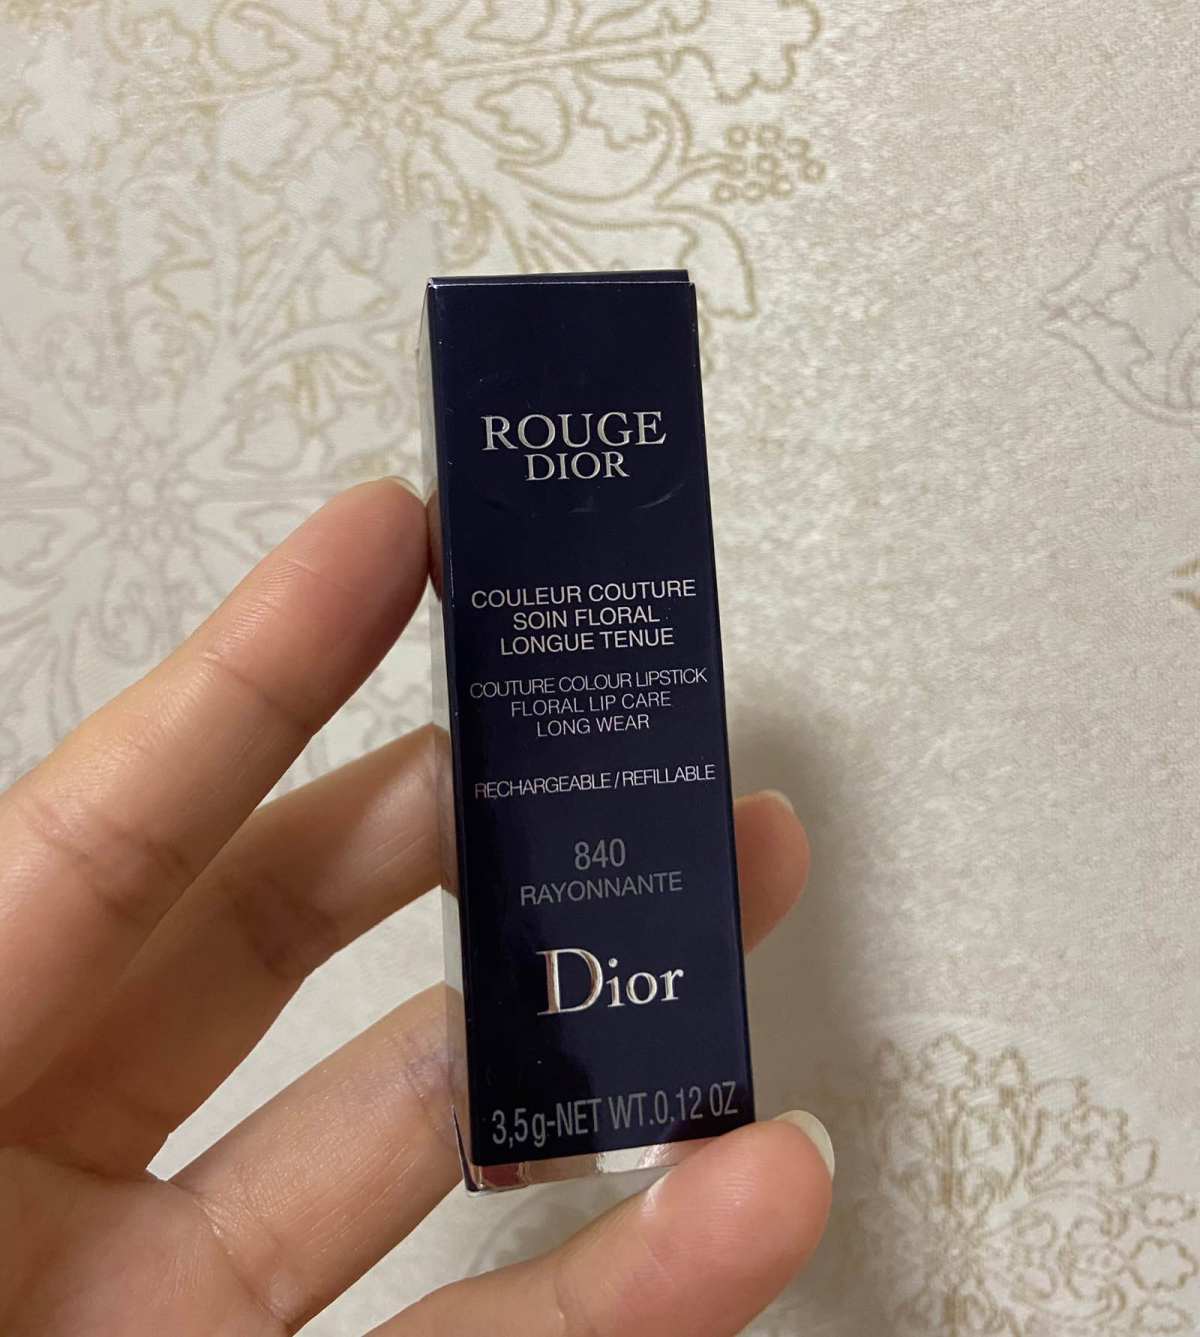 ROUGE
DIOR
COULEUR COUTURE
SOIN FLORAL
LONGUE TENUE
COUTURE COLOUR LIPSTICK
FLORAL LIP CARE
LONG WEAR
RECHARGEABLE/REFILLABLE
840
RAYONNANTE
Dior
3,5g-NET WT.0.12 OZ